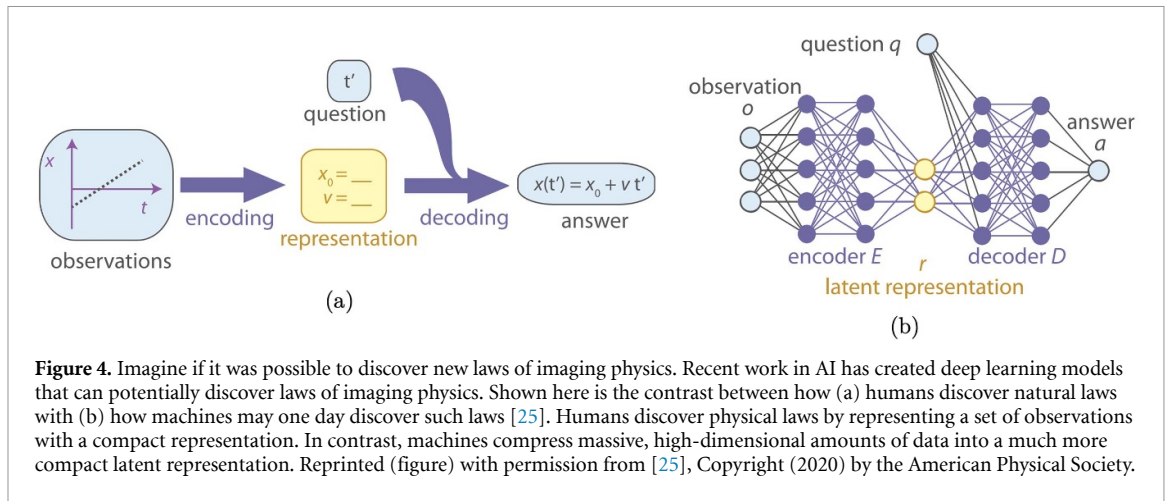 x
t
observations
encoding
t'
question
x₀ = __
v = __
representation
decoding
x(t') = x₀ + v t'
answer
(a)
question q
observation
o
answer
a
encoder E
r
decoder D
latent representation
(b)
Figure 4. Imagine if it was possible to discover new laws of imaging physics. Recent work in AI has created deep learning models
that can potentially discover laws of imaging physics. Shown here is the contrast between how (a) humans discover natural laws
with (b) how machines may one day discover such laws [25]. Humans discover physical laws by representing a set of observations
with a compact representation. In contrast, machines compress massive, high-dimensional amounts of data into a much more
compact latent representation. Reprinted (figure) with permission from [25], Copyright (2020) by the American Physical Society.